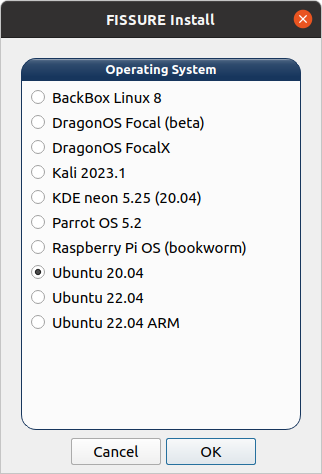 FISSURE Install
Operating System
BackBox Linux 8
DragonOS Focal (beta)
DragonOS FocalX
Kali 2023.1
KDE neon 5.25 (20.04)
Parrot OS 5.2
Raspberry Pi OS (bookworm)
Ubuntu 20.04
Ubuntu 22.04
Ubuntu 22.04 ARM
Cancel
OK